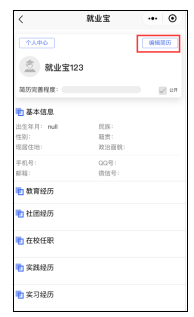 就业宝
个人中心
编辑简历
就业宝123
简历完善程度：
公开
基本信息
出生年月： null 民族：
性别： 籍贯：
现居住地： 政治面貌：
手机号： QQ号：
邮箱： 微信号：
教育经历
社团经历
在校任职
实践经历
实习经历